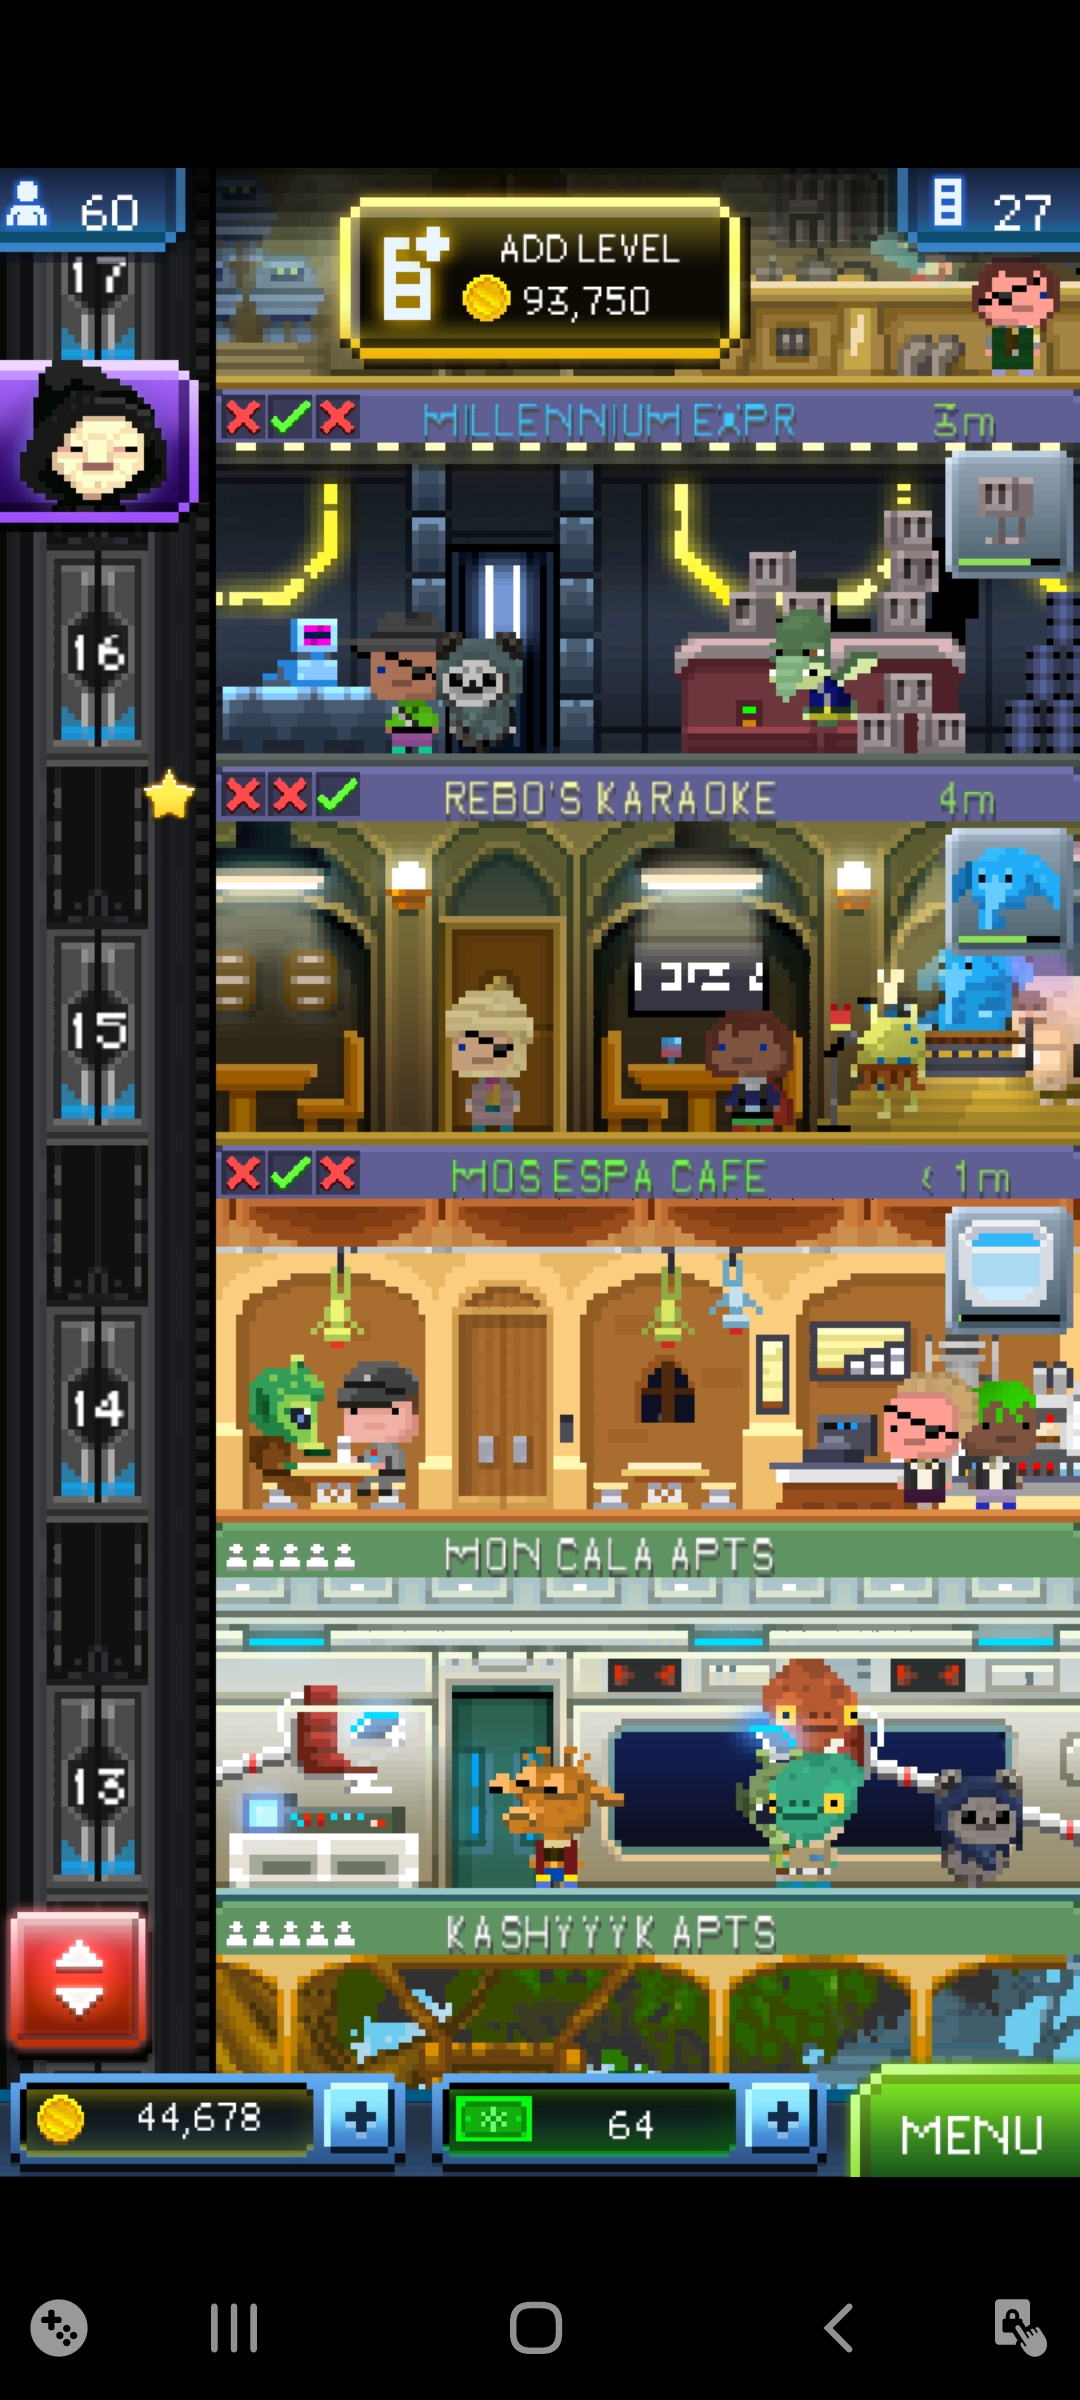 60
27
17
ADD LEVEL
93,750
MILLENNIUM EXPR 3m
16
REBO'S KARAOKE 4m
15
MOS ESPA CAFE < 1m
14
MON CALA APTS
13
KASHYYYK APTS
44,678
64
MENU